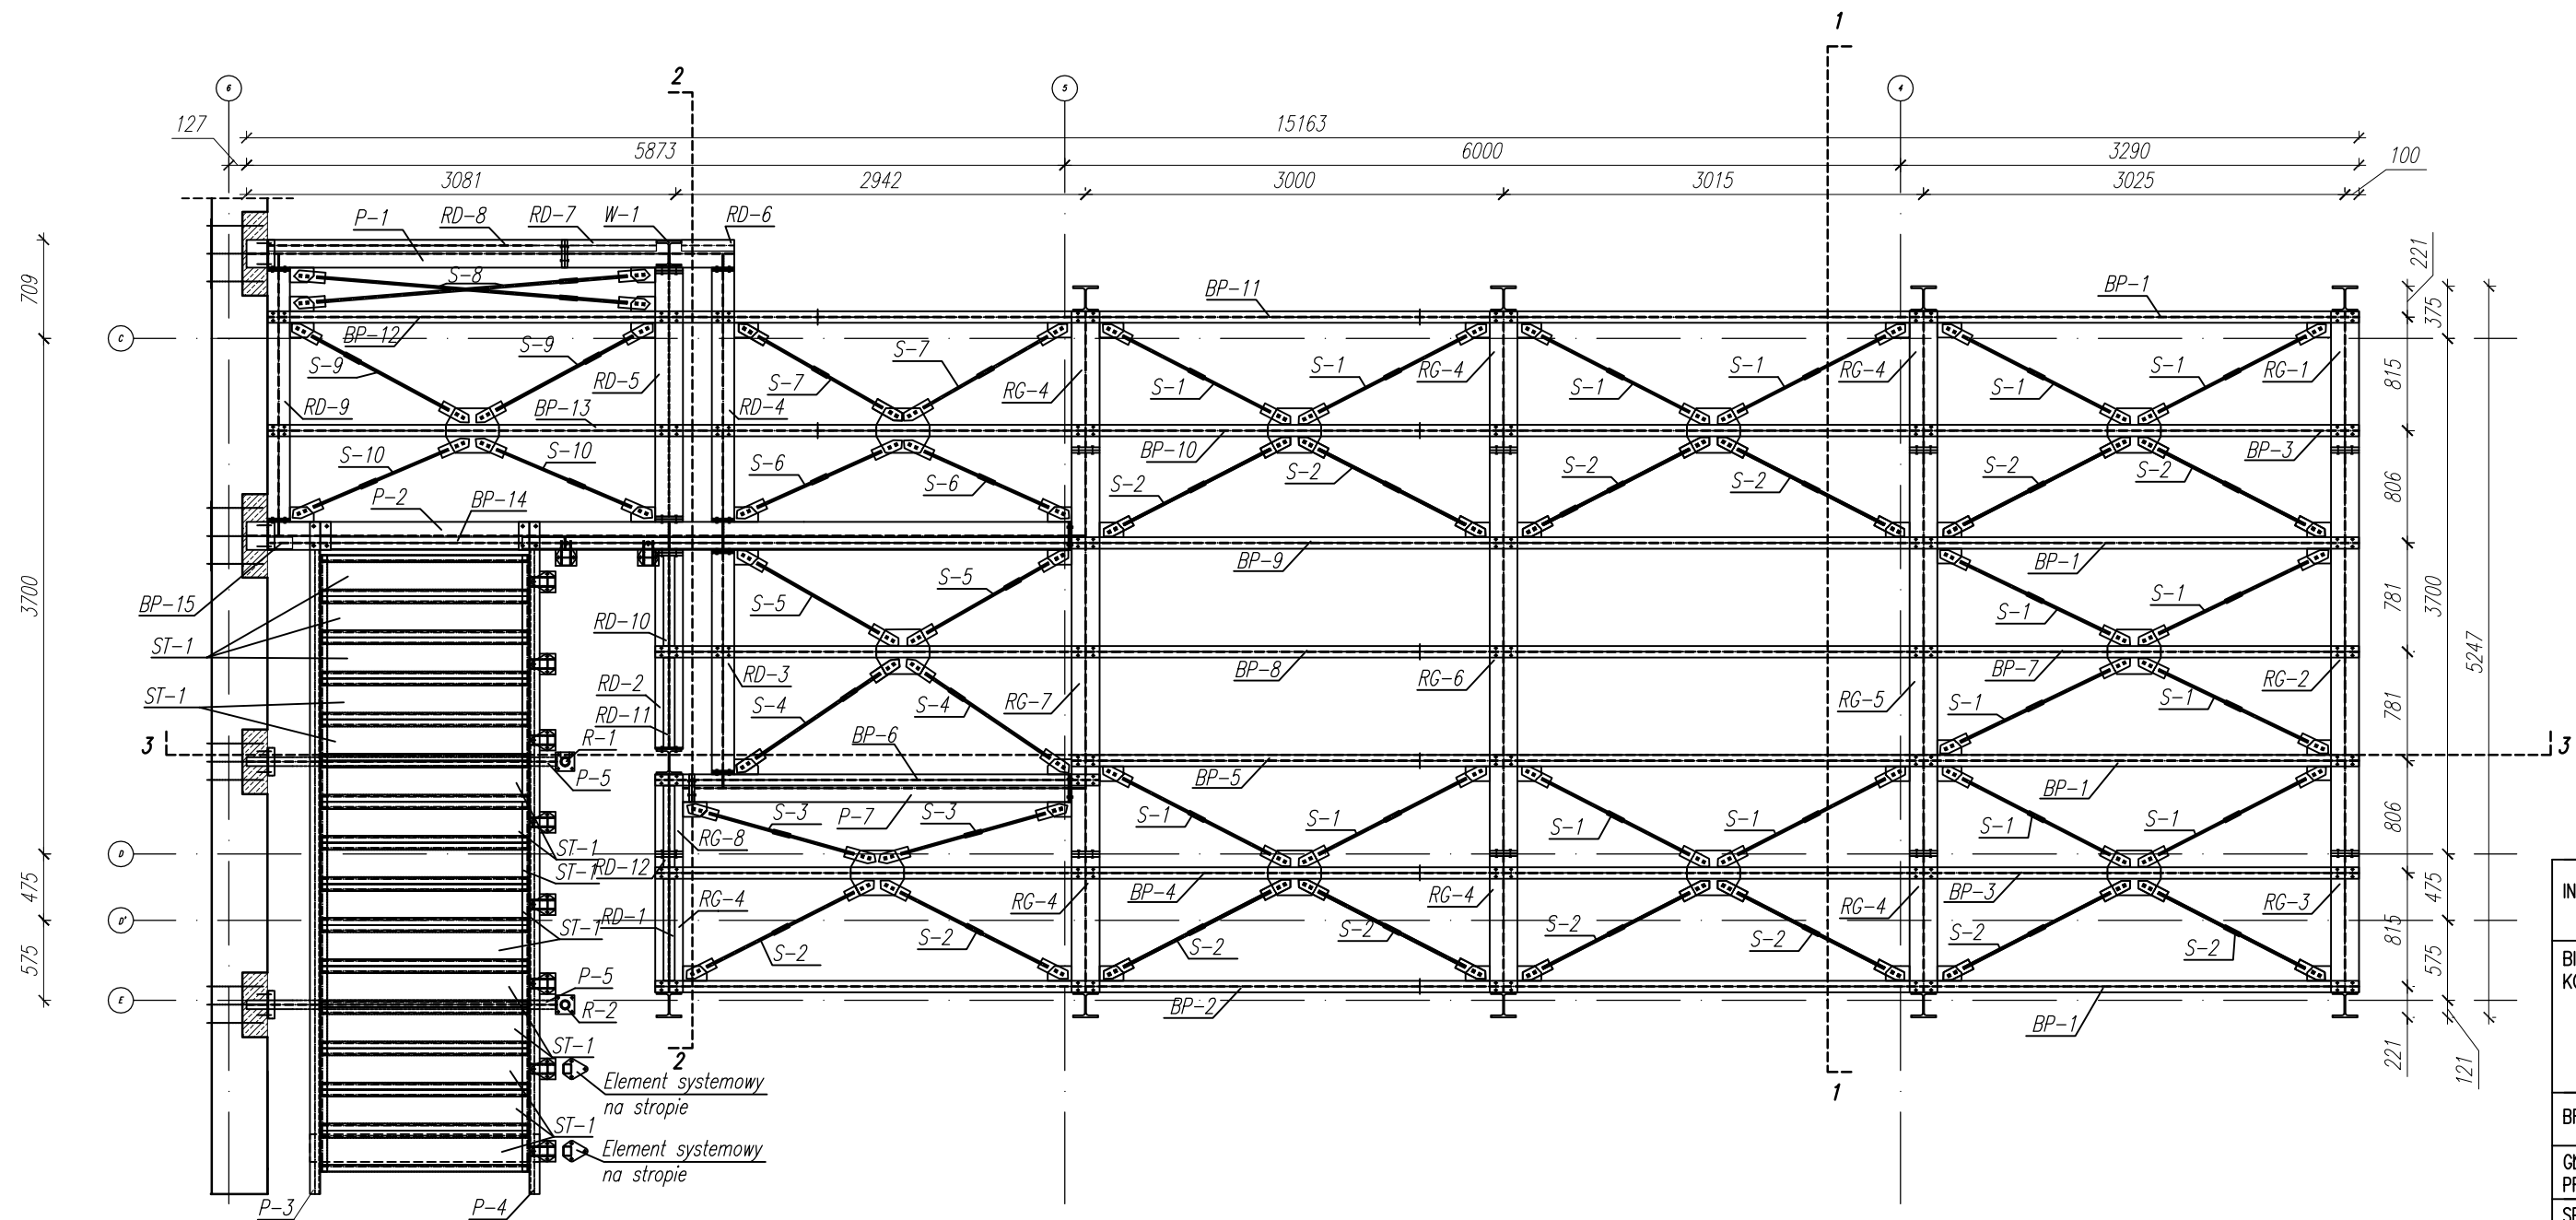 1
2
6
5
4
127
15163
5873
6000
3290
100
3081
2942
3000
3015
3025
P-1
RD-8
RD-7
W-1
RD-6
709
221
375
S-8
BP-11
BP-1
C
BP-12
S-9
S-9
S-7
S-7
RD-5
RG-4
S-1
S-1
RG-4
S-1
S-1
RG-4
S-1
S-1
RG-1
815
RD-9
BP-13
RD-4
BP-10
BP-3
S-10
S-10
S-6
S-6
S-2
S-2
S-2
S-2
S-2
S-2
806
P-2
BP-14
BP-9
BP-1
3700
BP-15
S-5
S-5
S-1
S-1
781
3700
ST-1
RD-10
BP-8
BP-7
5247
RD-2
RD-3
RG-7
RG-6
RG-5
RG-2
ST-1
RD-11
S-4
S-4
S-1
S-1
781
3
R-1
BP-6
3
P-5
BP-5
BP-1
S-3
P-7
S-3
S-1
S-1
S-1
S-1
S-1
S-1
806
ST-1
RG-8
D
ST-1
RD-12
IN
475
RG-4
RG-4
BP-4
RG-4
BP-3
RG-4
RG-3
475
D'
ST-1
RD-1
S-2
S-2
S-2
S-2
S-2
S-2
S-2
S-2
815
575
P-5
575
BI
KO
E
R-2
BP-2
BP-1
ST-1
2
221
121
Element systemowy
na stropie
1
ST-1
Element systemowy
na stropie
P-3
P-4